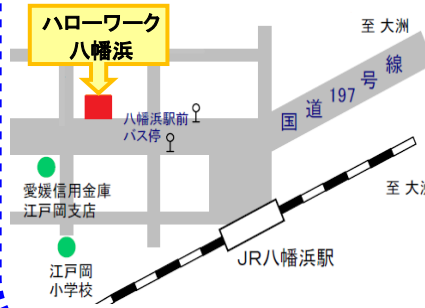 ハローワーク
八幡浜
至 大洲
国道197号線
八幡浜駅前
バス停
愛媛信用金庫
江戸岡支店
至 大洲
JR八幡浜駅
江戸岡
小学校